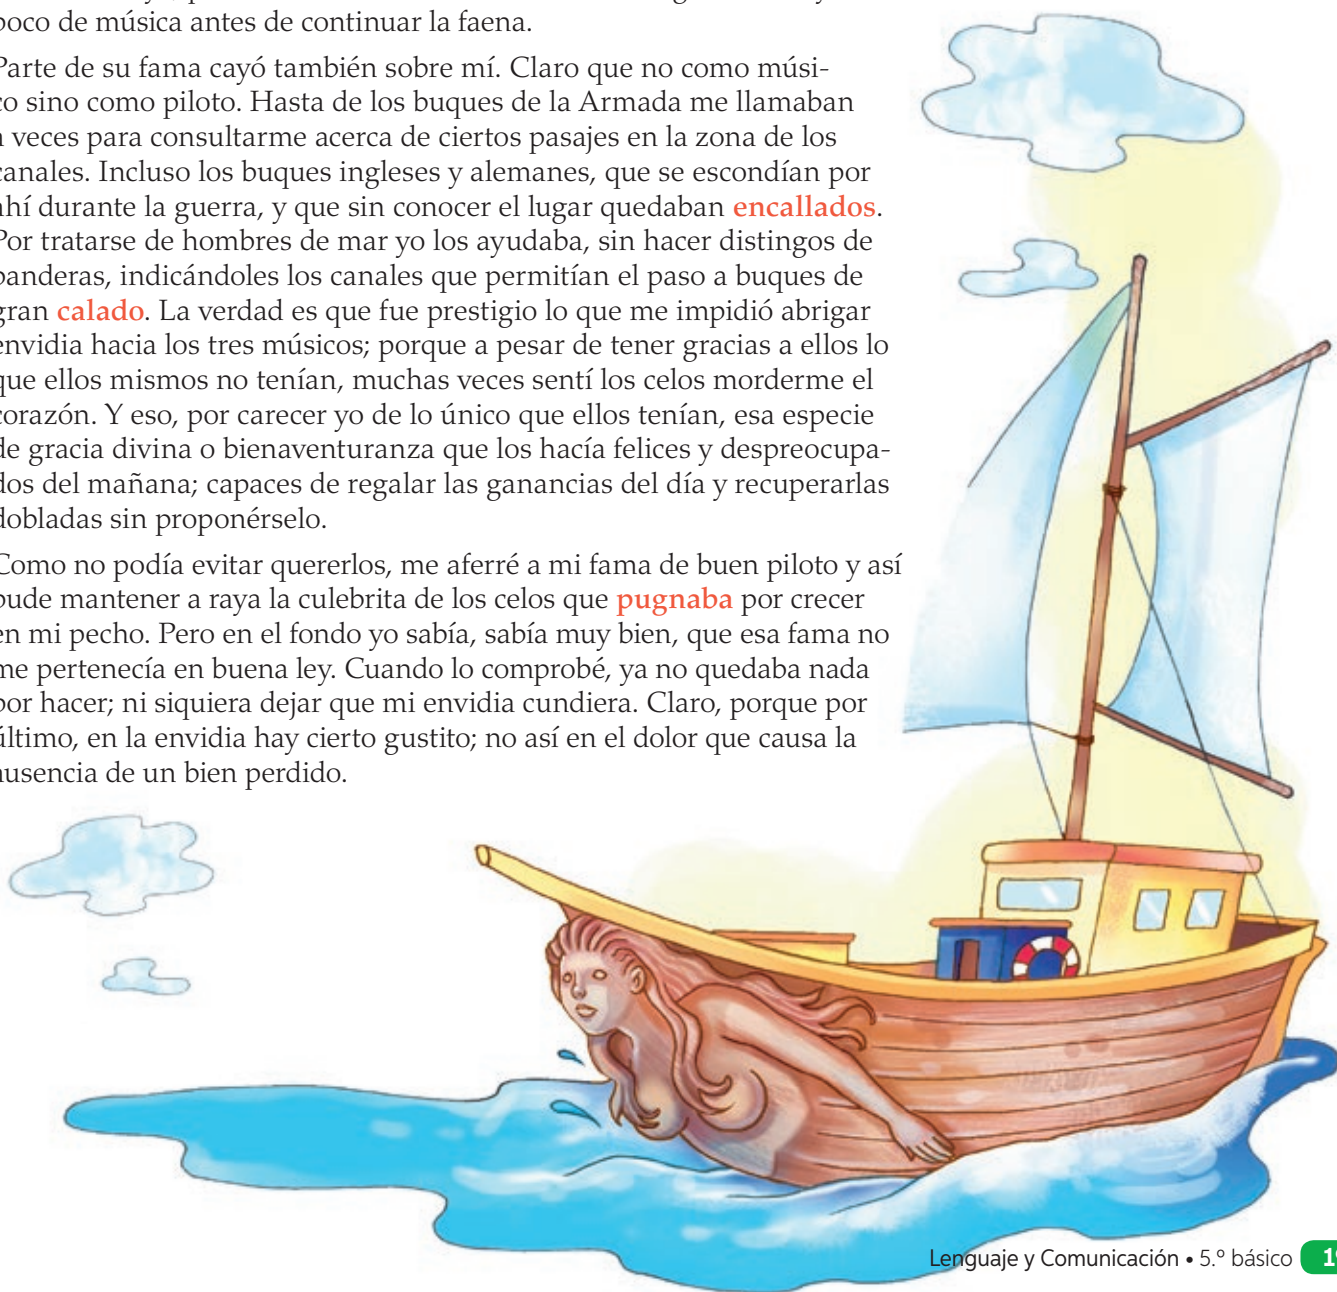 poco de música antes de continuar la faena.
Parte de su fama cayó también sobre mí. Claro que no como músi-
co sino como piloto. Hasta de los buques de la Armada me llamaban
a veces para consultarme acerca de ciertos pasajes en la zona de los
canales. Incluso los buques ingleses y alemanes, que se escondían por
ahí durante la guerra, y que sin conocer el lugar quedaban encallados.
Por tratarse de hombres de mar yo los ayudaba, sin hacer distingos de
banderas, indicándoles los canales que permitían el paso a buques de
gran calado. La verdad es que fue prestigio lo que me impidió abrigar
envidia hacia los tres músicos; porque a pesar de tener gracias a ellos lo
que ellos mismos no tenían, muchas veces sentí los celos morderme el
corazón. Y eso, por carecer yo de lo único que ellos tenían, esa especie
de gracia divina o bienaventuranza que los hacía felices y despreocupa-
dos del mañana; capaces de regalar las ganancias del día y recuperarlas
dobladas sin proponérselo.
Como no podía evitar quererlos, me aferré a mi fama de buen piloto y así
pude mantener a raya la culebrita de los celos que pugnaba por crecer
en mi pecho. Pero en el fondo yo sabía, sabía muy bien, que esa fama no
me pertenecía en buena ley. Cuando lo comprobé, ya no quedaba nada
por hacer; ni siquiera dejar que mi envidia cundiera. Claro, porque por
último, en la envidia hay cierto gustito; no así en el dolor que causa la
ausencia de un bien perdido.
Lenguaje y Comunicación • 5.º básico